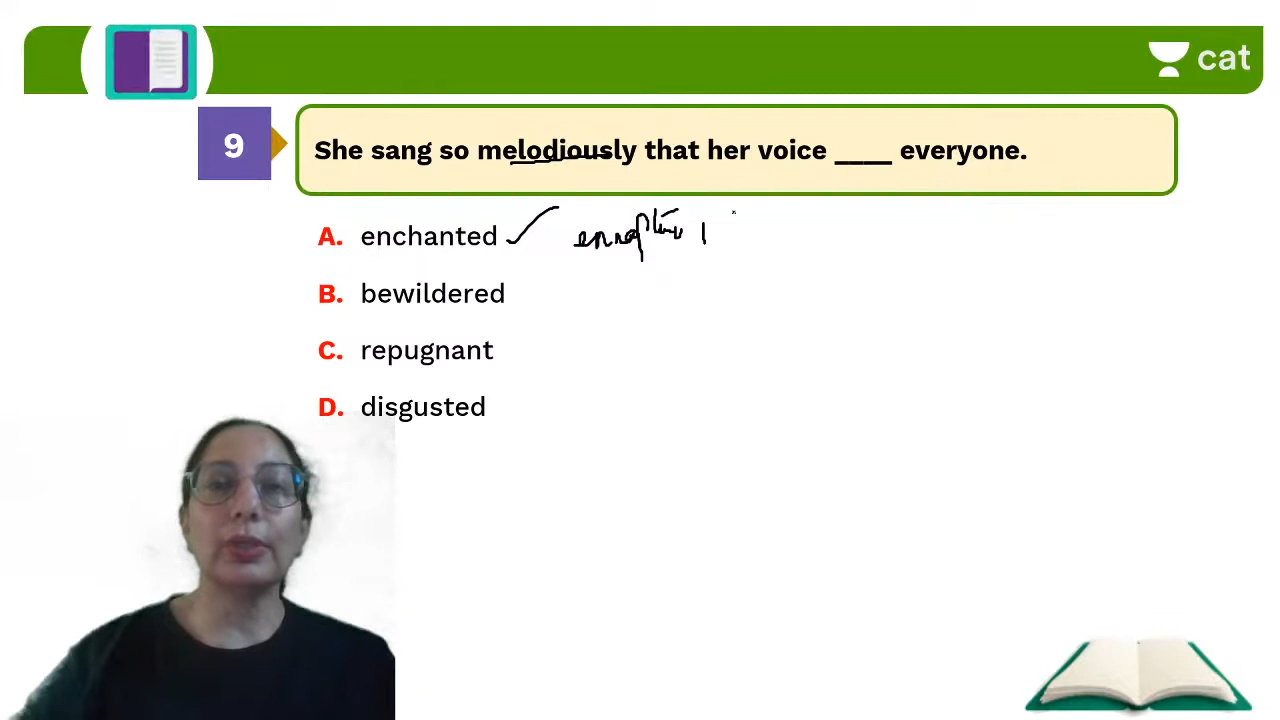 cat
9
She sang so melodiously that her voice ____ everyone.
A. enchanted
B. bewildered
C. repugnant
D. disgusted